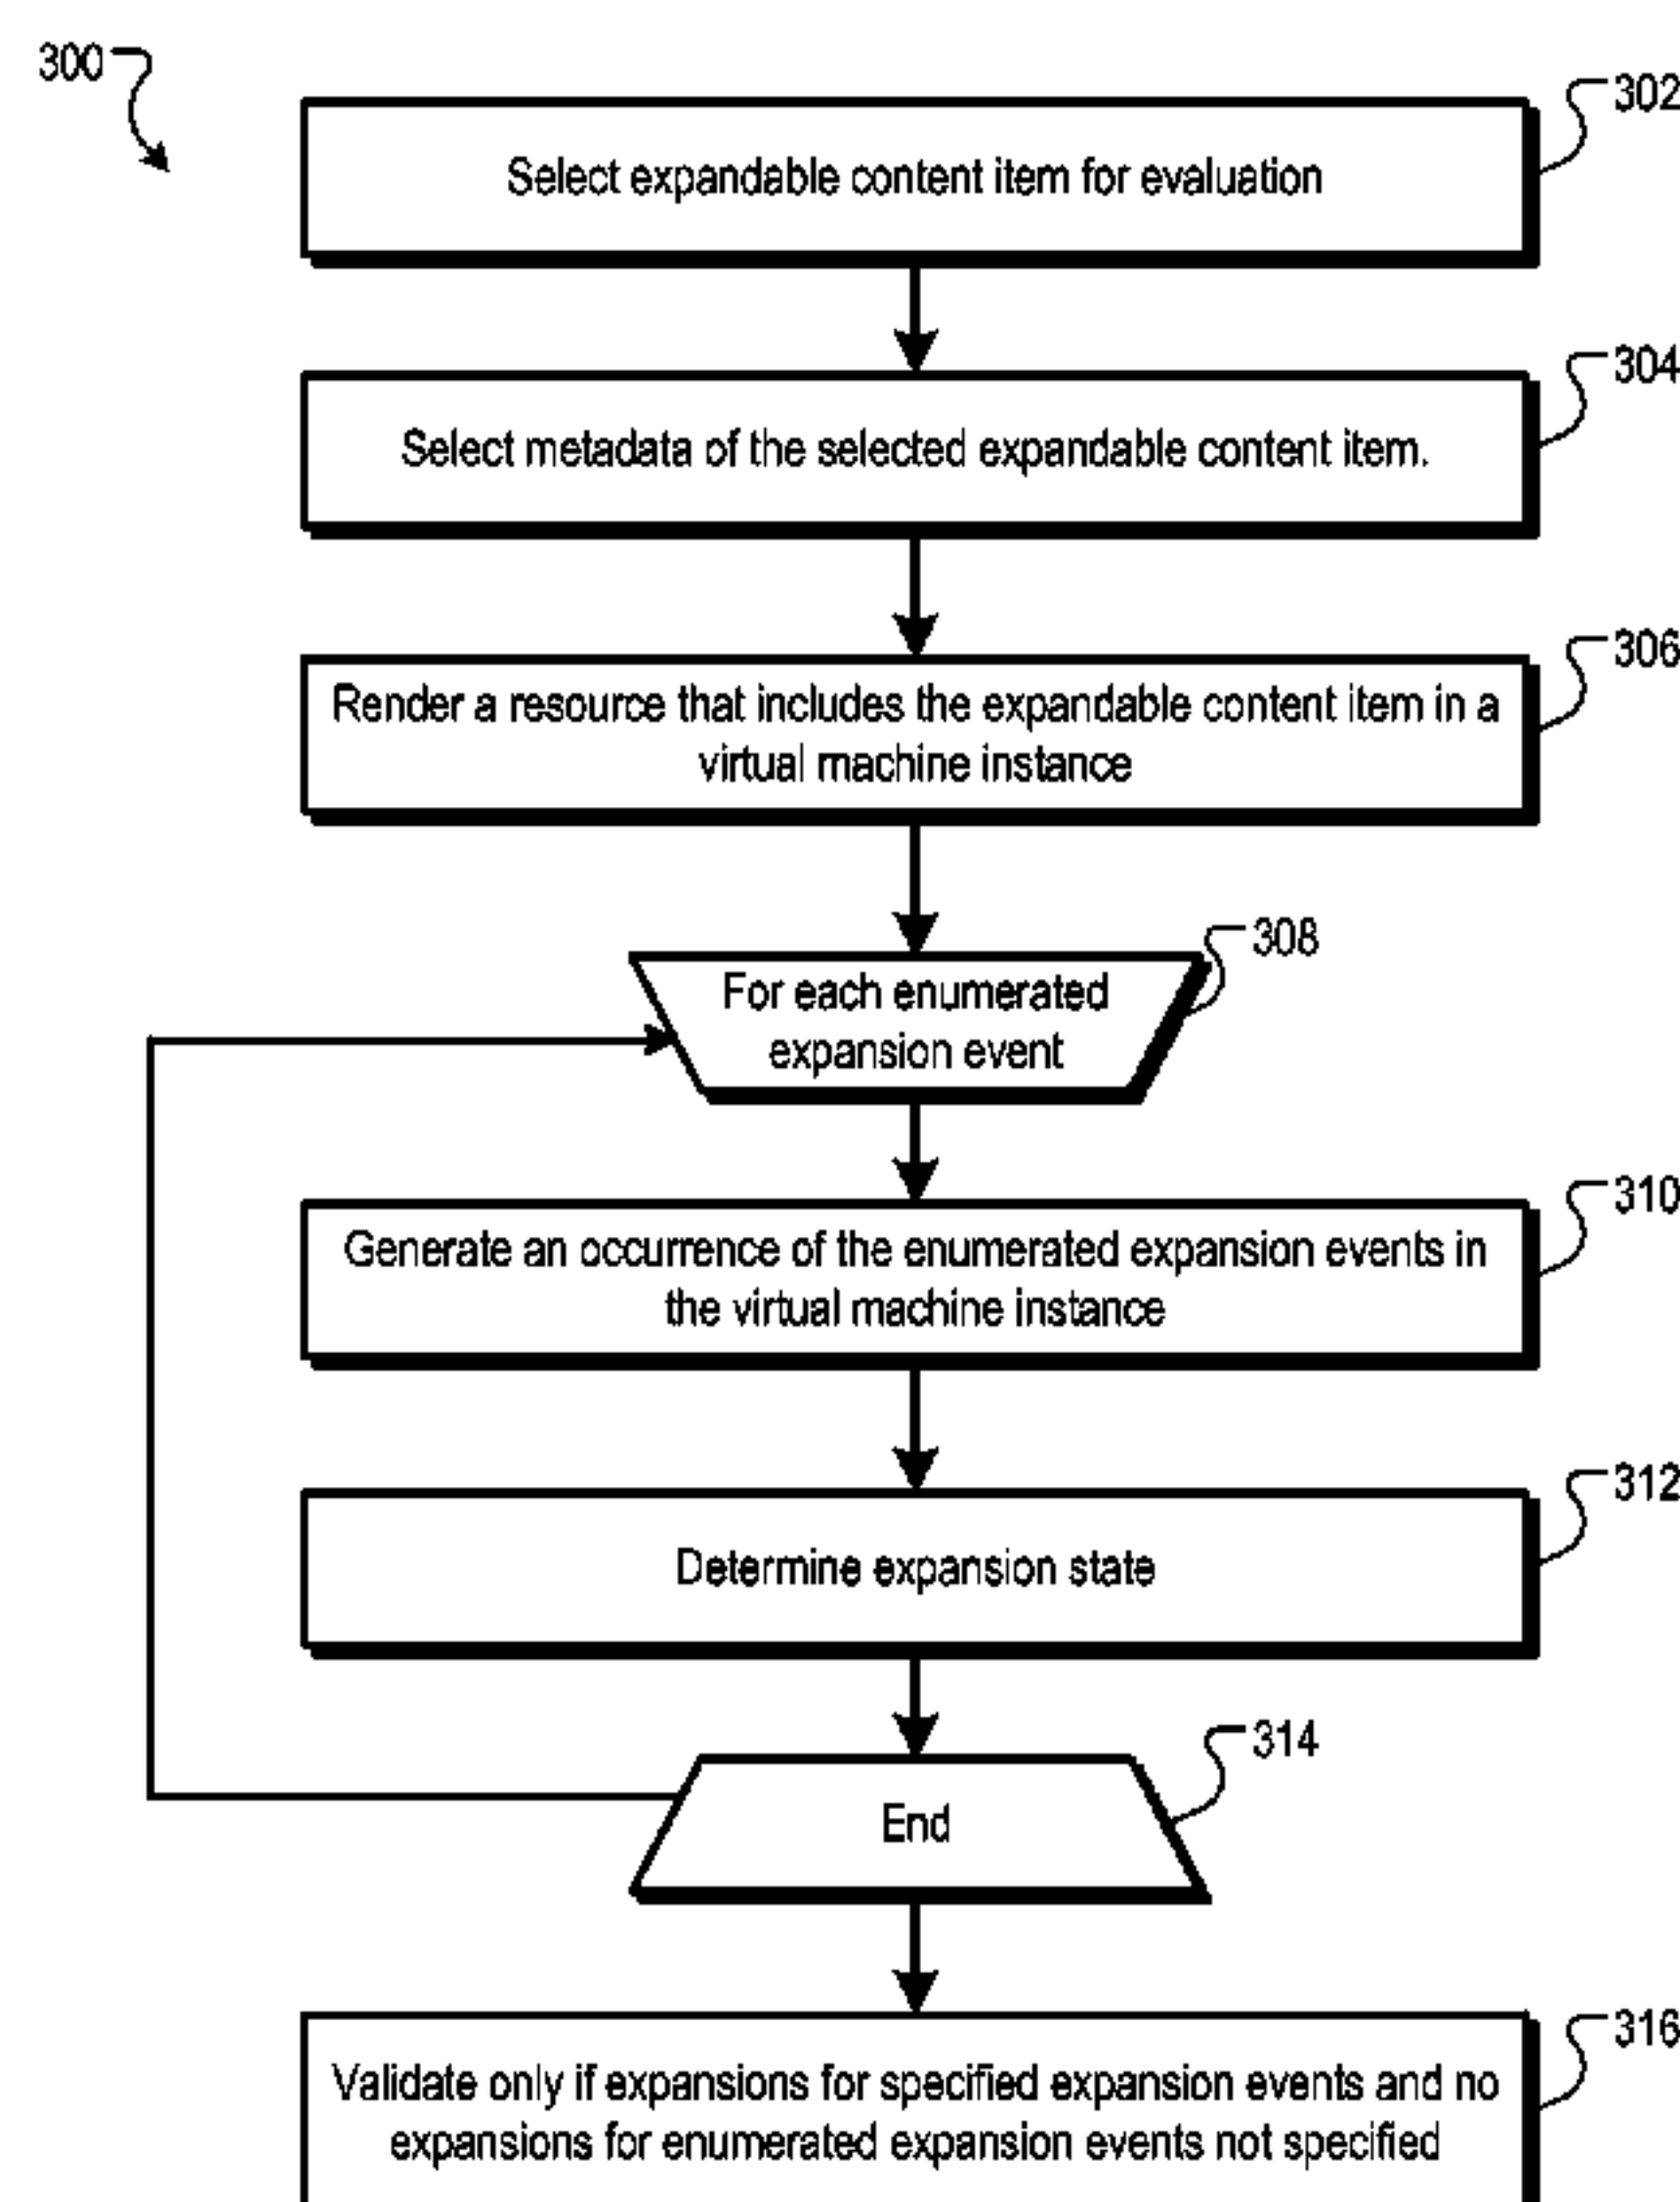 300
302
Select expandable content item for evaluation
304
Select metadata of the selected expandable content item.
306
Render a resource that includes the expandable content item in a
virtual machine instance
308
For each enumerated
expansion event
310
Generate an occurrence of the enumerated expansion events in
the virtual machine instance
312
Determine expansion state
314
End
316
Validate only if expansions for specified expansion events and no
expansions for enumerated expansion events not specified